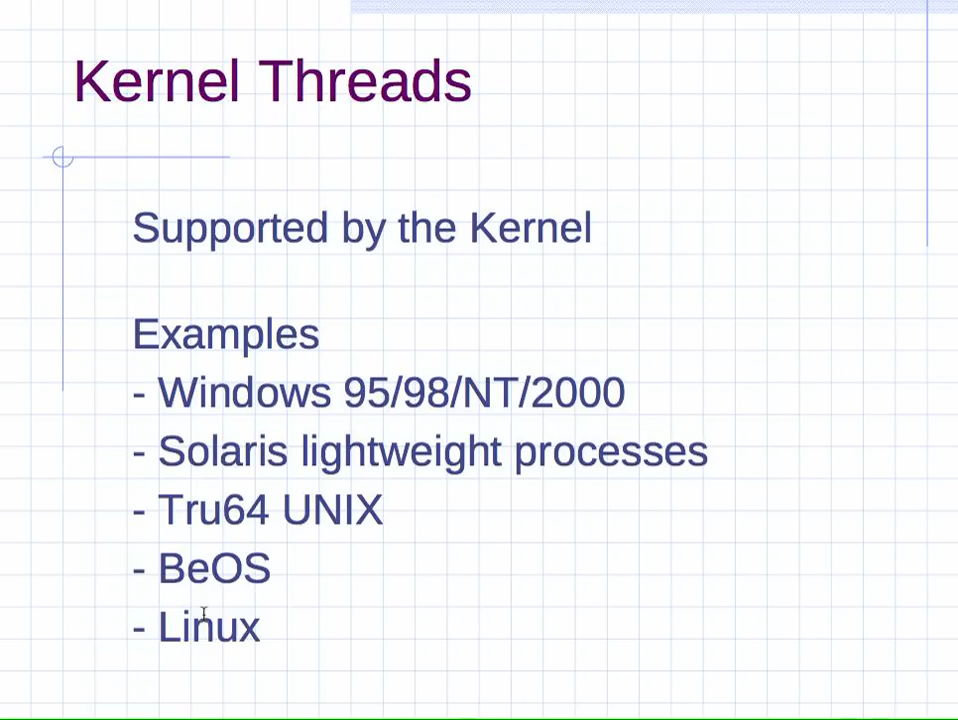 Kernel Threads
Supported by the Kernel
Examples
- Windows 95/98/NT/2000
- Solaris lightweight processes
- Tru64 UNIX
- BeOS
- Linux